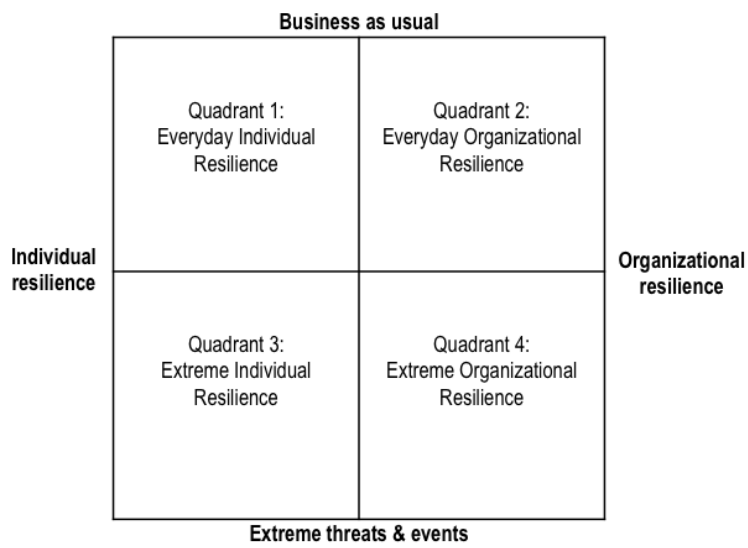 Business as usual
Quadrant 1:
Everyday Individual
Resilience
Quadrant 2:
Everyday Organizational
Resilience
Individual
resilience
Organizational
resilience
Quadrant 3:
Extreme Individual
Resilience
Quadrant 4:
Extreme Organizational
Resilience
Extreme threats & events